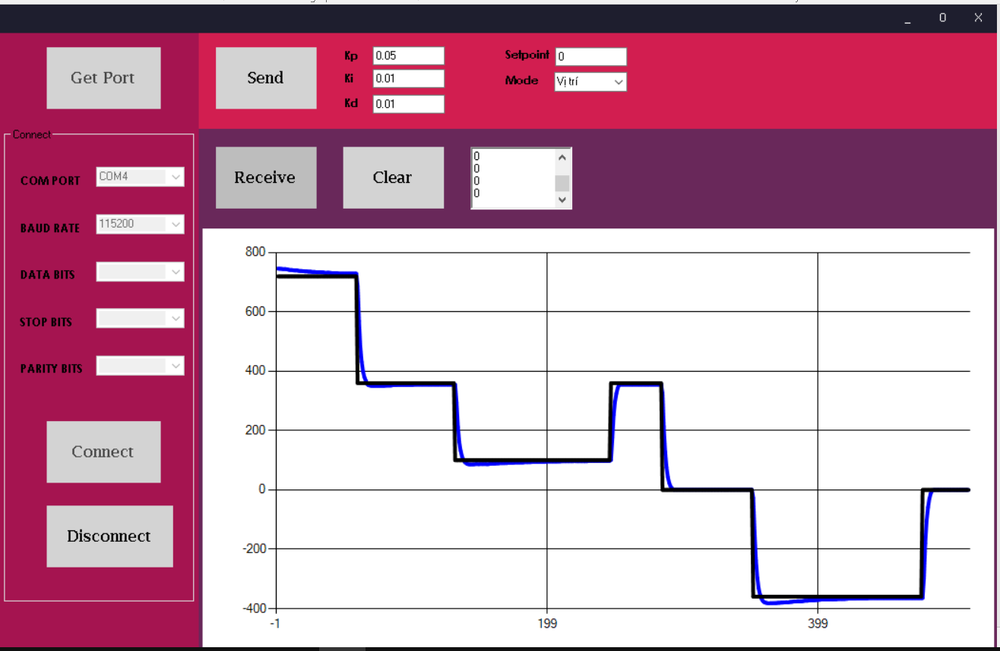 Get Port
Send
Kp 0.05
Ki 0.01
Kd 0.01
Setpoint 0
Mode Vị trí
Connect
COM PORT COM4
BAUD RATE 115200
DATA BITS
STOP BITS
PARITY BITS
Connect
Disconnect
Receive
Clear
0
0
0
0
800
600
400
200
0
-200
-400
-1 199 399